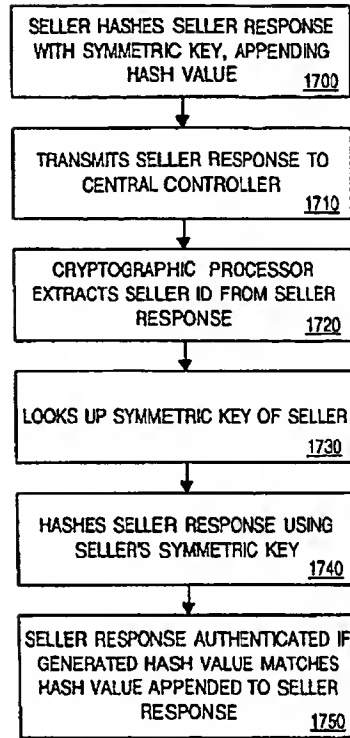 SELLER HASHES SELLER RESPONSE
WITH SYMMETRIC KEY, APPENDING
HASH VALUE
1700
TRANSMITS SELLER RESPONSE TO
CENTRAL CONTROLLER
1710
CRYPTOGRAPHIC PROCESSOR
EXTRACTS SELLER ID FROM SELLER
RESPONSE
1720
LOOKS UP SYMMETRIC KEY OF SELLER
1730
HASHES SELLER RESPONSE USING
SELLER'S SYMMETRIC KEY
1740
SELLER RESPONSE AUTHENTICATED IF
GENERATED HASH VALUE MATCHES
HASH VALUE APPENDED TO SELLER
RESPONSE
1750